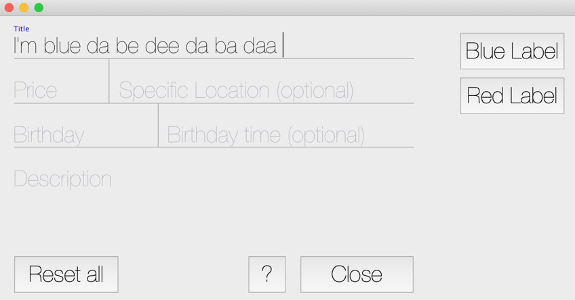 Title
I'm blue da be dee da ba daa
Blue Label
Price
Specific Location (optional)
Red Label
Birthday
Birthday time (optional)
Description
Reset all
?
Close